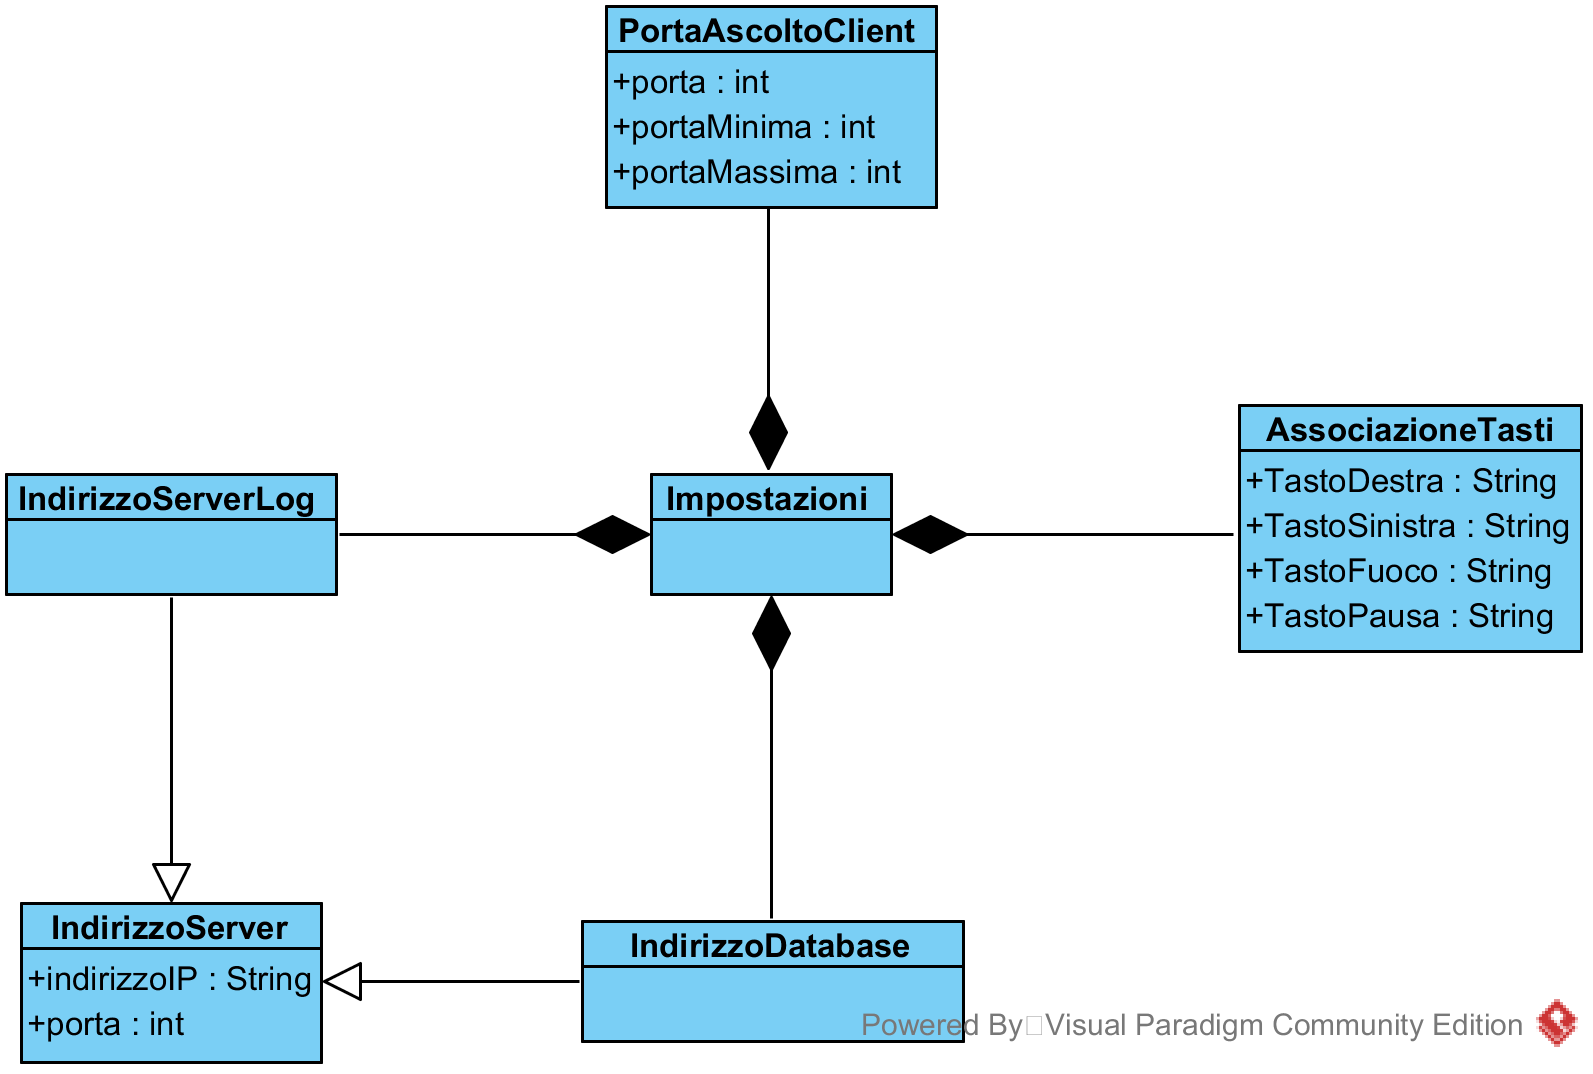 PortaAscoltoClient
+porta : int
+portaMinima : int
+portaMassima : int
AssociazioneTasti
+TastoDestra : String
+TastoSinistra : String
+TastoFuoco : String
+TastoPausa : String
IndirizzoServerLog
Impostazioni
IndirizzoServer
+indirizzoIP : String
+porta : int
IndirizzoDatabase
Powered By Visual Paradigm Community Edition